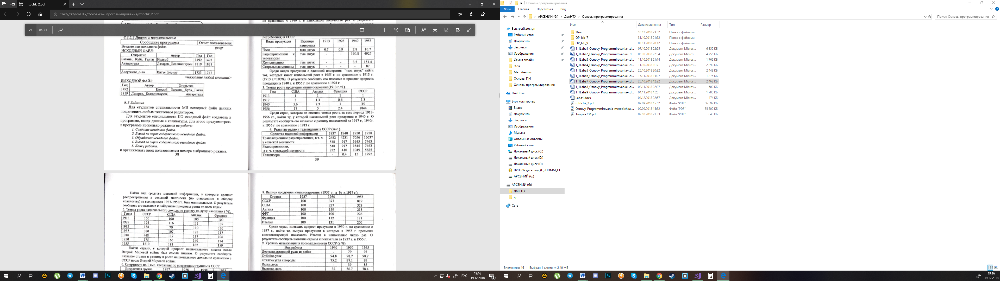 mtdchk_2.pdf
file:///G:/ДонНТУ/Основы%20программирования/mtdchk_2.pdf
21 из 71
8.2.5.2 Диалог с пользователем
Сообщение программы Ответ пользователя
Введите имя исходного файла
geogr
ИСХОДНЫЙ ФАЙЛ:
Открытие Автор Год Год
Багамы, Куба, Гаити Колумб 1492 1493
Антарктида Лазарев, Беллинсгаузен 1819 1821
...
Алеутские_о-ва Витус_Беринг 1733 1741
<нажатие любой клавиши>
ВЫХОДНОЙ ФАЙЛ:
Год Автор Открытие
1492 Колумб Багамы, Куба, Гаити
1819 Лазарев, Беллинсгаузен Антарктида
8.3 Задания
Для студентов специальности МИ исходный файл данных
подготовить любым текстовым редактором.
Для студентов специальности ПО исходный файл создавать в
программе, вводя данные с клавиатуры. Для этого предусмотреть
в программе несколько режимов ее работы:
1. Создание исходного файла.
2. Вывод на экран содержимого исходного файла.
3. Обработка исходного файла.
4. Вывод на экран содержимого выходного файла.
5. Конец работы.
и организовать ввод пользователем номера выбранного режима.
38
потребления) в СССР.
Виды продукции Единицы измерения 1913 1928 1940 1955
Часы млн. штук 0.7 0.9 2.8 10.7
Радиоприемники и телевизоры тыс. штук - - 160.8 4925
Холодильники тыс. штук - - 3.5 151.4
Стиральные машины тыс. штук - - - 87
Среди видов продукции с единицей измерения "тыс. штук" найти
тот, который имеет наибольший рост в 1955 г. по сравнению с 1913 г.
(1913 г.=100%). О результате сообщить его название и процент прироста
продукции в 1940 г. и 1955 г. по сравнению с 1928 г.
3. Темпы роста продукции машиностроения (1913 г.=1).
Год США Англия Франция СССР
1913 1 1 1 1
1917 3 1.3 0.6 1.3
1940 5.6 2.3 1 35
1956 17 5 2.4 1844
Среди стран, которые не снизили темпы роста за весь период 1913-
1956 гг., найти ту, у которой наименьший рост продукции в 1940 г. О
результате сообщить его название и разницу показателей за 1917 г., 1940г.
и 1956 г. по сравнению с 1913 г.
4. Развитие радио и телевидения в СССР (тыс.).
Средства массовой информации 1937 1940 1950 1958
Трансляционные радиоприемники, в т. ч. 2482 4231 7056 16637
в сельской местности 548 917 1645 7463
Радиоприемники, 548 917 1645 7463
в т. ч. в сельской местности 232 410 1049 5625
Телевизоры - 0.4 15 1992
39
Найти вид средства массовой информации, у которого процент
распространения в сельской местности (по отношению к общему
количеству) за все периоды 1937-1958гг. был минимальным. О результате
сообщить его название и найденные проценты роста по всем годам.
5. Темпы роста национального дохода по расчету на душу населения ( %).
Годы СССР США Англия Франция
1913 100 100 100 100
1929 124 116 111 139
1932 188 70 110 120
1937 380 107 123 117
1940 448 117 137 106
1950 775 165 149 134
1955 1210 183 162 159
Найти страну, у которой прирост национального дохода после
Второй Мировой войны был самым низким. О результате сообщить
название страны и разницу в росте национального дохода по сравнению с
СССР после Второй Мировой войны.
6. Смертность на 1 тыс. населения по возрастным группам в СССР.
Возрастная группа 1897 1928 1938 1958
8. Выпуск продукции машиностроения (1957 г. в % к 1937 г.).
Страны 1937 1950 1955
СССР 100 377 819
США 100 227 323
Англия 100 159 213
ФРГ 100 100 226
Франция 100 112 171
Италия 100 131 200
Среди стран, имевших прирост продукции в 1950 г. по сравнению с
1937 г., найти те, выпуск продукции в которых в 1955 г. превысил
соответствующий показатель Италии в наименьшее число раз. О
результате сообщить название страны и показатели за 1937 г. и 1955 г.
9. Уровень механизации в промышленности СССР (в %).
Вид работы 1940 1950 1955
Доставка железной руды из забоя - 79 93
Отбойка угля 94.8 98.7 98.7
Откатка угля и породы 75.2 97.1 99
Валка леса - 39 85
Вывозка леса 32 56.7 78.4
РУС
19:16
19.12.2018
2
Основы программирования
Файл Главная Поделиться Вид
АРСЕНИЙ (G:) ДонНТУ Основы программирования
Поиск: Основы программирования
Быстрый доступ
Рабочий стол
Документы
Загрузки
Изображения
Семья дизайн
!Коя
Мат. Анализ
Основы ПИ
Основы программирования
OneDrive
Этот компьютер
Видео
Документы
Загрузки
Изображения
Музыка
Объемные объекты
Рабочий стол
Локальный диск (C:)
Локальный диск (D:)
Локальный диск (E:)
DVD RW дисковод (F:) HOMM_CE
АРСЕНИЙ (G:)
АРСЕНИЙ (G:)
ДонНТУ
др
Сеть
Имя Дата изменения Тип Размер
!Коя 10.12.2018 23:02 Папка с файлами
OP_lab_7 31.10.2018 21:52 Папка с файлами
OP_lab_9 03.11.2018 20:12 Папка с файлами
1_1Laba1_Osnovy_Programmirovania+.d... 07.10.2018 22:25 Документ Micros... 6 859 КБ
1_1Laba2_Osnovy_Programmirovania+.d... 06.10.2018 22:04 Документ Micros... 4 755 КБ
1_1Laba3_Osnovy_Programmirovania+.d... 11.10.2018 21:14 Документ Micros... 1 769 КБ
1_1Laba4_Osnovy_Programmirovania+.d... 11.10.2018 1:17 Документ Micros... 2 292 КБ
1_1Laba5_Osnovy_Programmirovania+.d... 25.10.2018 20:32 Документ Micros... 2 443 КБ
1_1Laba6_Osnovy_Programmirovania+.d... 15.11.2018 15:27 Документ Micros... 1 276 КБ
1_1Laba7_Osnovy_Programmirovania+.d... 25.10.2018 12:22 Документ Micros... 2 463 КБ
1_1Laba8_Osnovy_Programmirovania+.d... 02.11.2018 22:27 Документ Micros... 509 КБ
1_1Laba9_Osnovy_Programmirovania+.d... 04.11.2018 1:20 Документ Micros... 1 780 КБ
Laba4.docx 04.12.2018 22:57 Документ Micros... 474 КБ
mtdchk_2.pdf 09.09.2018 15:52 Файл "PDF" 56 597 КБ
Osnovy_Programmirovania_metodichka.... 09.09.2018 15:52 Файл "PDF" 85 309 КБ
Теория СИ.pdf 09.10.2018 21:33 Файл "PDF" 640 КБ
Элементов: 16 Выбран 1 элемент: 2,40 МБ
19:16
19.12.2018